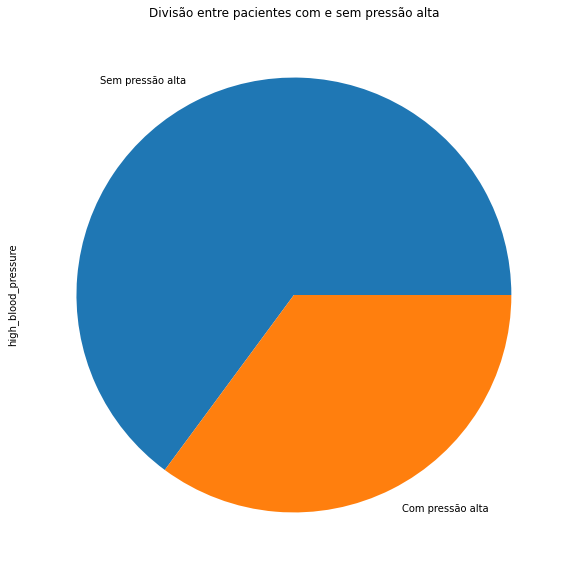 Divisão entre pacientes com e sem pressão alta
Sem pressão alta
high_blood_pressure
Com pressão alta